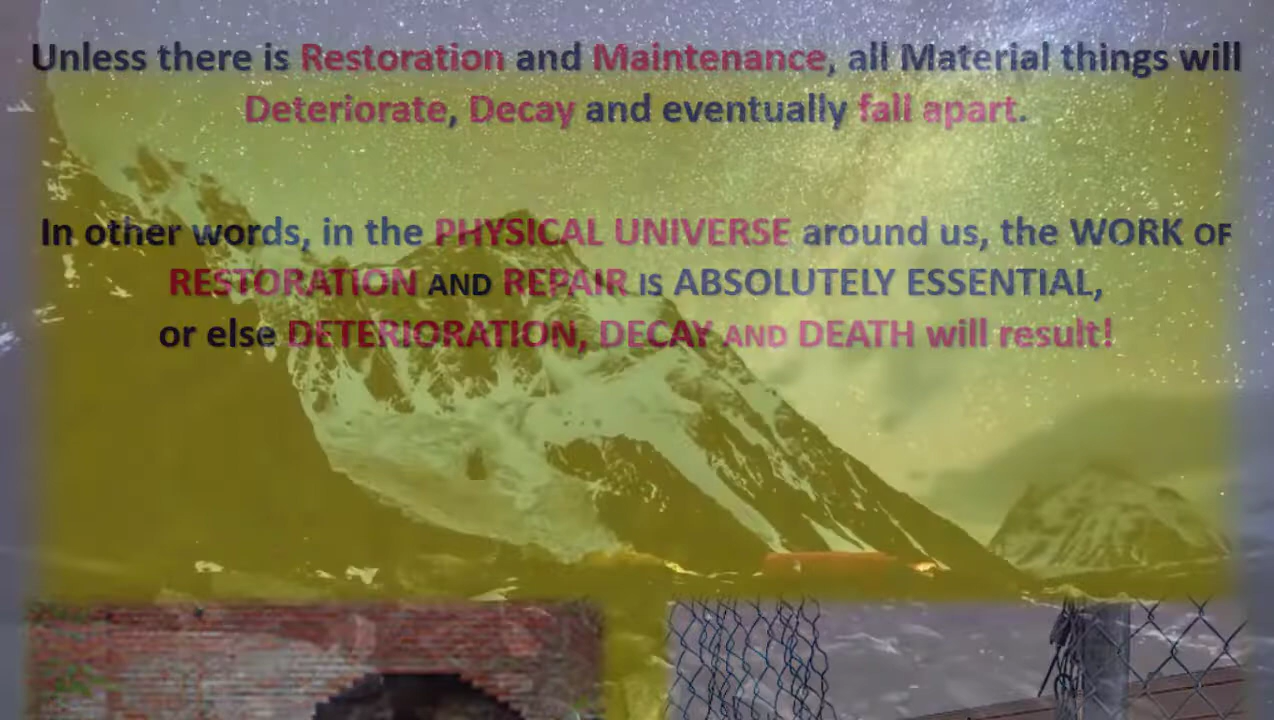 Unless there is Restoration and Maintenance, all Material things will
Deteriorate, Decay and eventually fall apart.
In other words, in the PHYSICAL UNIVERSE around us, the WORK OF
RESTORATION AND REPAIR IS ABSOLUTELY ESSENTIAL,
or else DETERIORATION, DECAY AND DEATH will result!